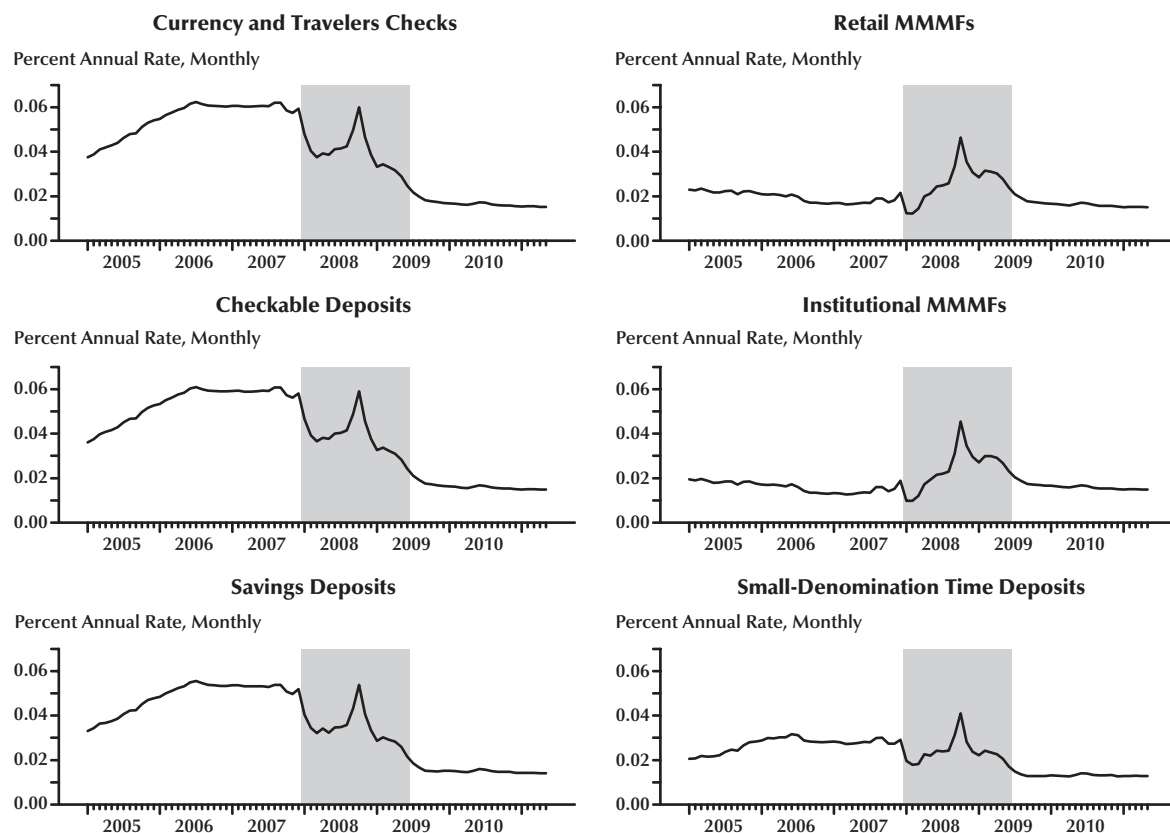 Currency and Travelers Checks
Percent Annual Rate, Monthly
0.06
0.04
0.02
0.00
2005 2006 2007 2008 2009 2010
Retail MMMFs
Percent Annual Rate, Monthly
0.06
0.04
0.02
0.00
2005 2006 2007 2008 2009 2010
Checkable Deposits
Percent Annual Rate, Monthly
0.06
0.04
0.02
0.00
2005 2006 2007 2008 2009 2010
Institutional MMMFs
Percent Annual Rate, Monthly
0.06
0.04
0.02
0.00
2005 2006 2007 2008 2009 2010
Savings Deposits
Percent Annual Rate, Monthly
0.06
0.04
0.02
0.00
2005 2006 2007 2008 2009 2010
Small-Denomination Time Deposits
Percent Annual Rate, Monthly
0.06
0.04
0.02
0.00
2005 2006 2007 2008 2009 2010